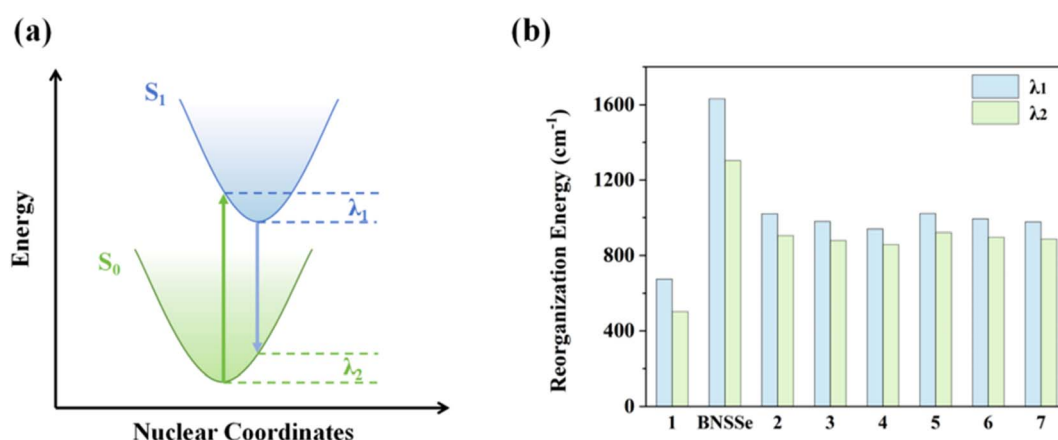 (a)
S₁
λ₁
S₀
λ₂
Energy
Nuclear Coordinates
(b)
λ1
λ2
Reorganization Energy (cm⁻¹)
1600
1200
800
400
0
1 BNSSe 2 3 4 5 6 7